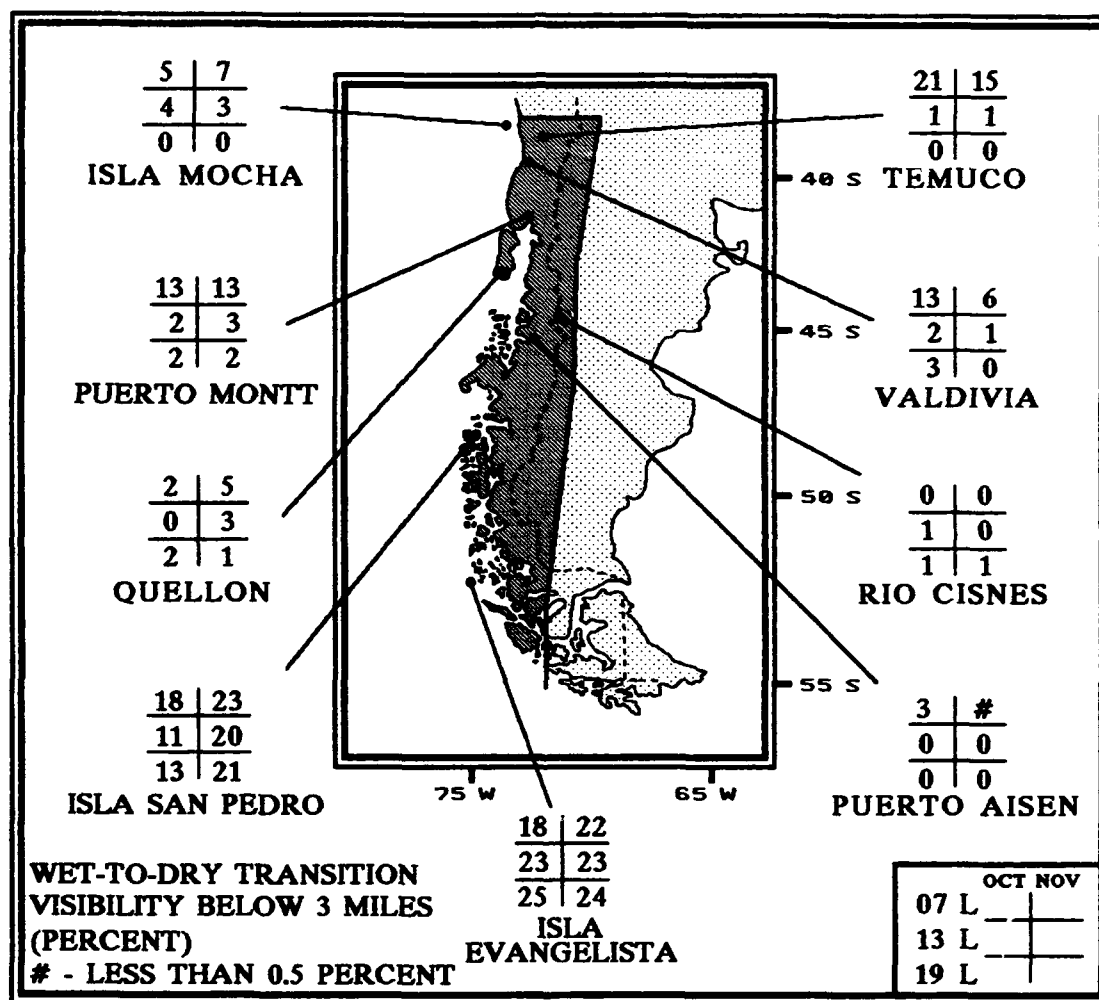 5 7
4 3
0 0
ISLA MOCHA
21 15
1 1
0 0
TEMUCO
40 S
13 13
2 3
2 2
PUERTO MONTT
45 S
13 6
2 1
3 0
VALDIVIA
2 5
0 3
2 1
QUELLON
50 S
0 0
1 0
1 1
RIO CISNES
18 23
11 20
13 21
ISLA SAN PEDRO
55 S
3 #
0 0
0 0
PUERTO AISEN
75 W 65 W
18 22
23 23
25 24
ISLA
EVANGELISTA
WET-TO-DRY TRANSITION
VISIBILITY BELOW 3 MILES
(PERCENT)
# - LESS THAN 0.5 PERCENT
OCT NOV
07 L
13 L
19 L